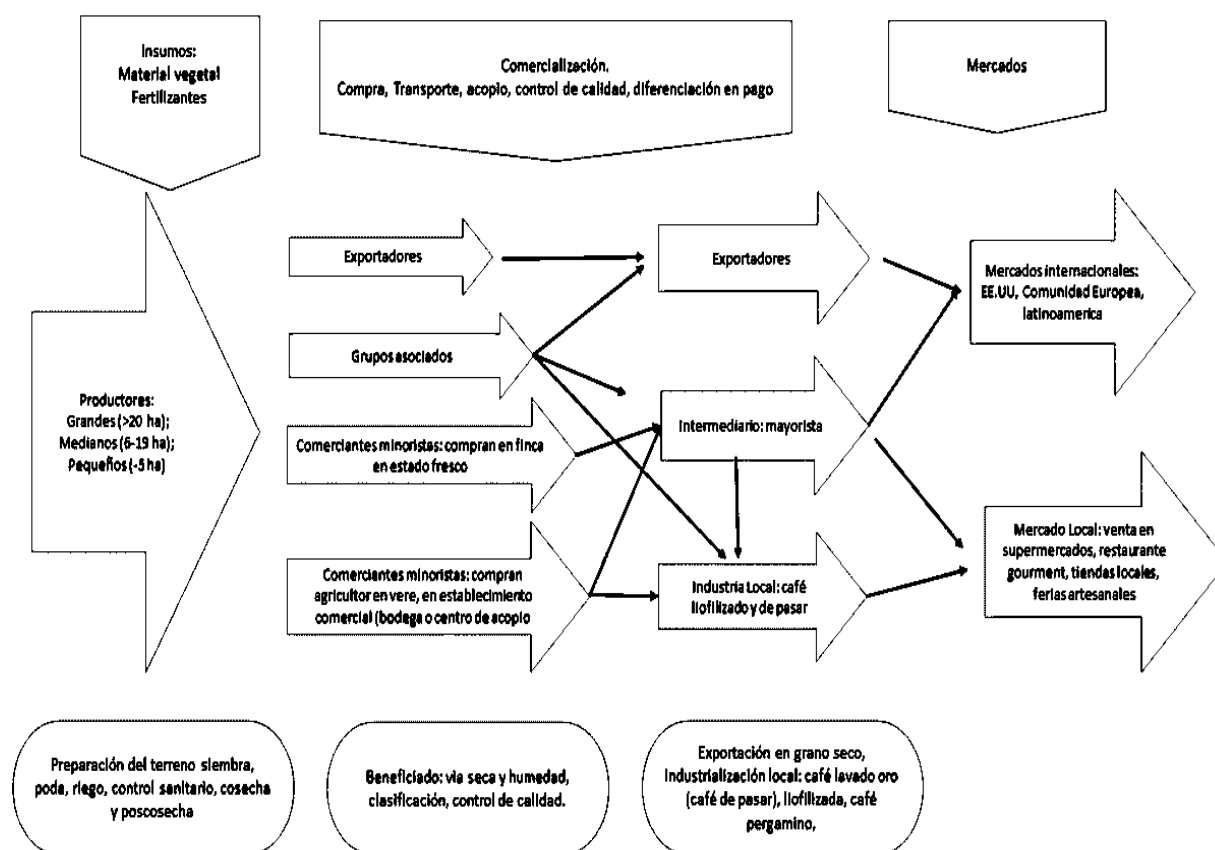 Insumos:
Material vegetal
Fertilizantes
Comercialización.
Compra, Transporte, acopio, control de calidad, diferenciación en pago
Mercados
Productores:
Grandes (>20 ha);
Medianos (6-19 ha);
Pequeños (-5 ha)
Exportadores
Grupos asociados
Comerciantes minoristas: compran en finca
en estado fresco
Comerciantes minoristas: compran
agricultor en vere, en establecimiento
comercial (bodega o centro de acopio
Exportadores
Intermediario: mayorista
Industria Local: café
liofilizado y de pasar
Mercados internacionales:
EE.UU, Comunidad Europea,
latinoamerica
Mercado Local: venta en
supermercados, restaurante
gourment, tiendas locales,
ferias artesanales
Preparación del terreno siembra,
poda, riego, control sanitario, cosecha
y poscosecha
Beneficiado: via seca y humedad,
clasificación, control de calidad.
Exportación en grano seco,
Industrialización local: café lavado oro
(café de pasar), liofilizada, café
pergamino,